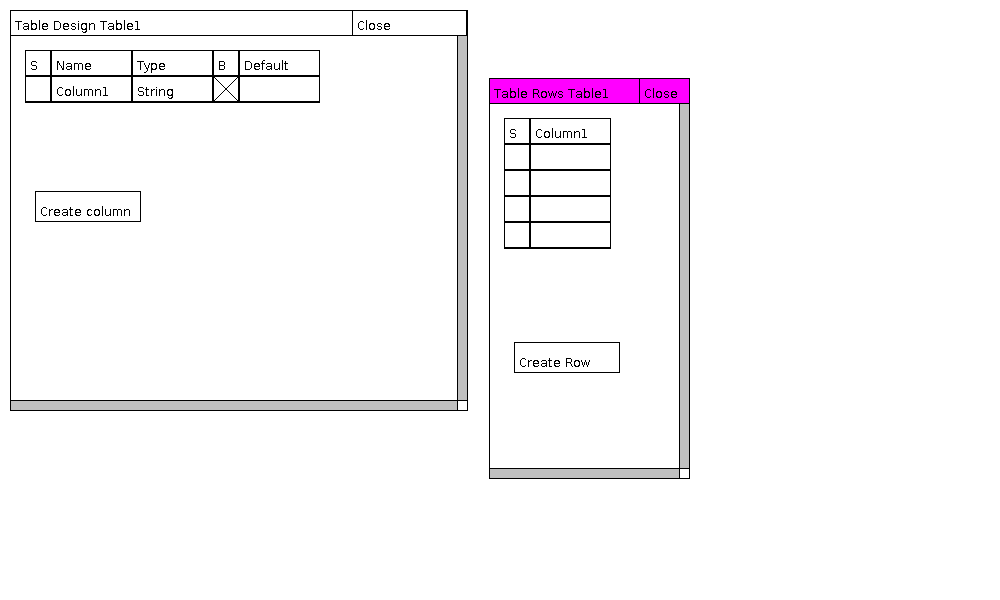 Table Design Table1 Close
S Name Type B Default
Column1 String
Create column
Table Rows Table1 Close
S Column1
Create Row